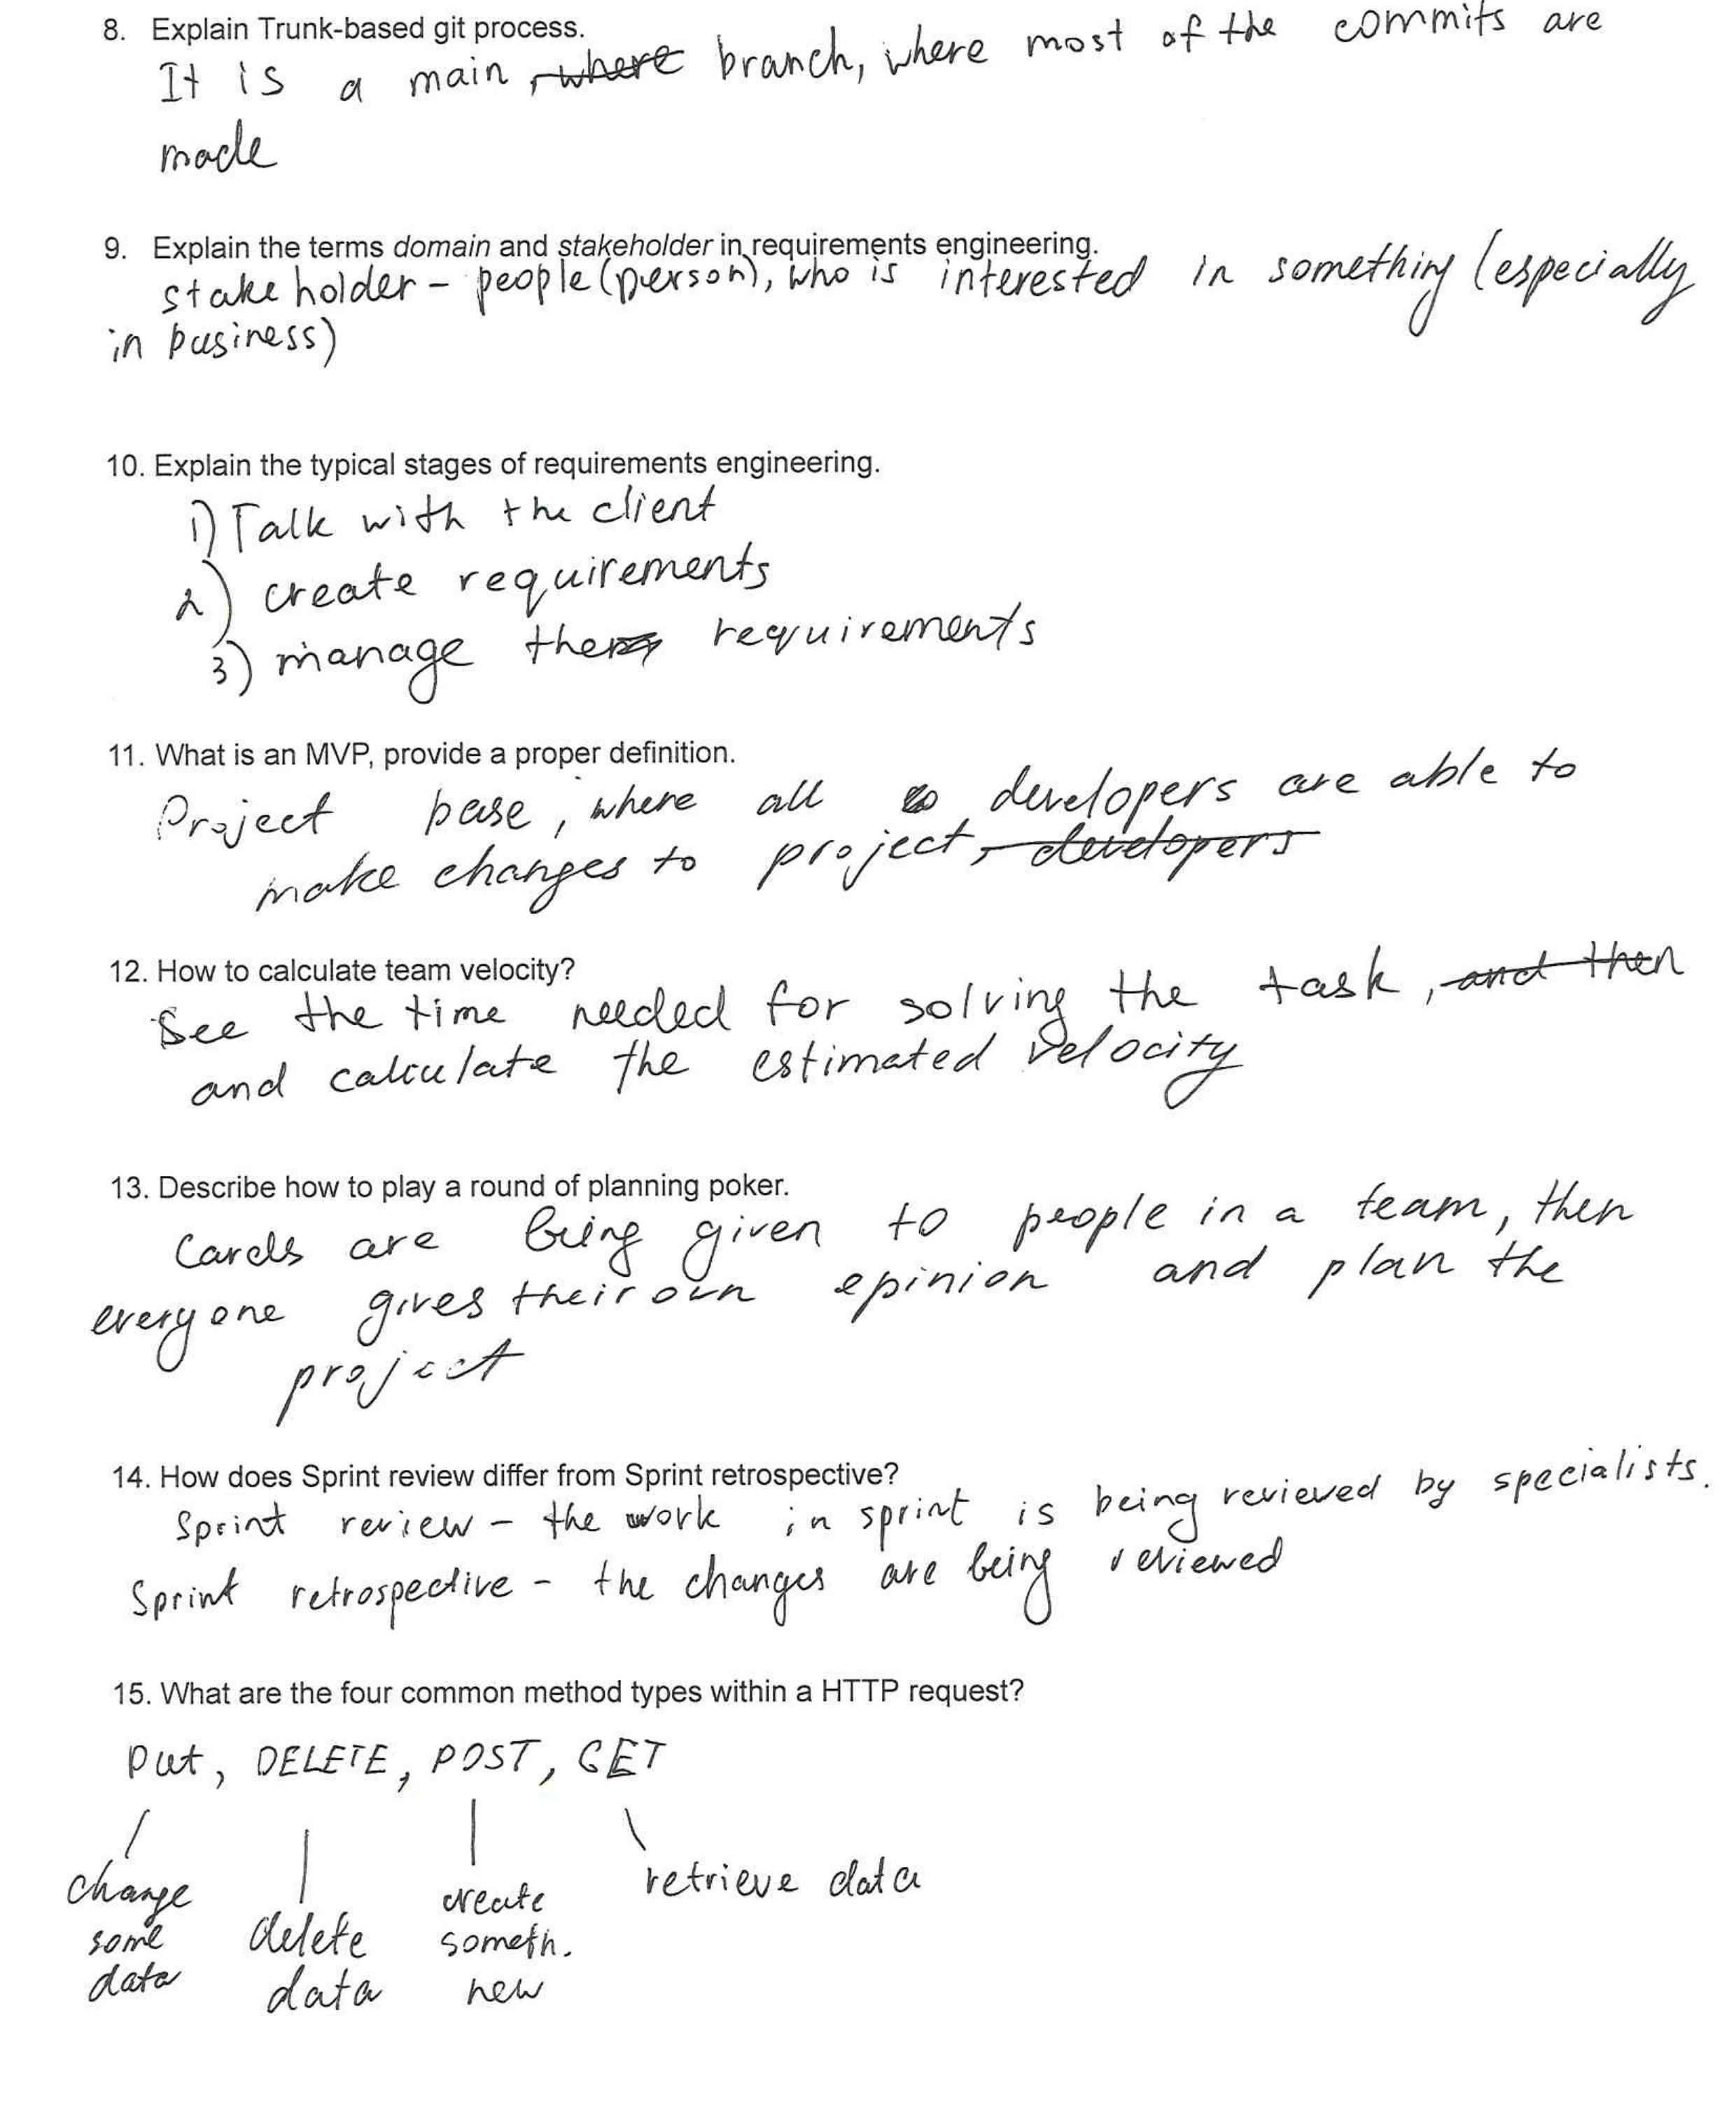 8. Explain Trunk-based git process.
It is a main, where branch, where most of the commits are
made
9. Explain the terms domain and stakeholder in requirements engineering.
stakeholder - people (person), who is interested in something (especially
in business)
10. Explain the typical stages of requirements engineering.
1) Talk with the client
2) create requirements
3) manage them requirements
11. What is an MVP, provide a proper definition.
Project base, where all developers are able to
make changes to project, developers
12. How to calculate team velocity?
See the time needed for solving the task, and then
and calculate the estimated velocity
13. Describe how to play a round of planning poker.
Cards are being given to people in a team, then
everyone gives their own opinion and plan the
project
14. How does Sprint review differ from Sprint retrospective?
Sprint review - the work in sprint is being reviewed by specialists.
Sprint retrospective - the changes are being reviewed
15. What are the four common method types within a HTTP request?
Put, DELETE, POST, GET
change some data
delete data
create someth. new
retrieve data